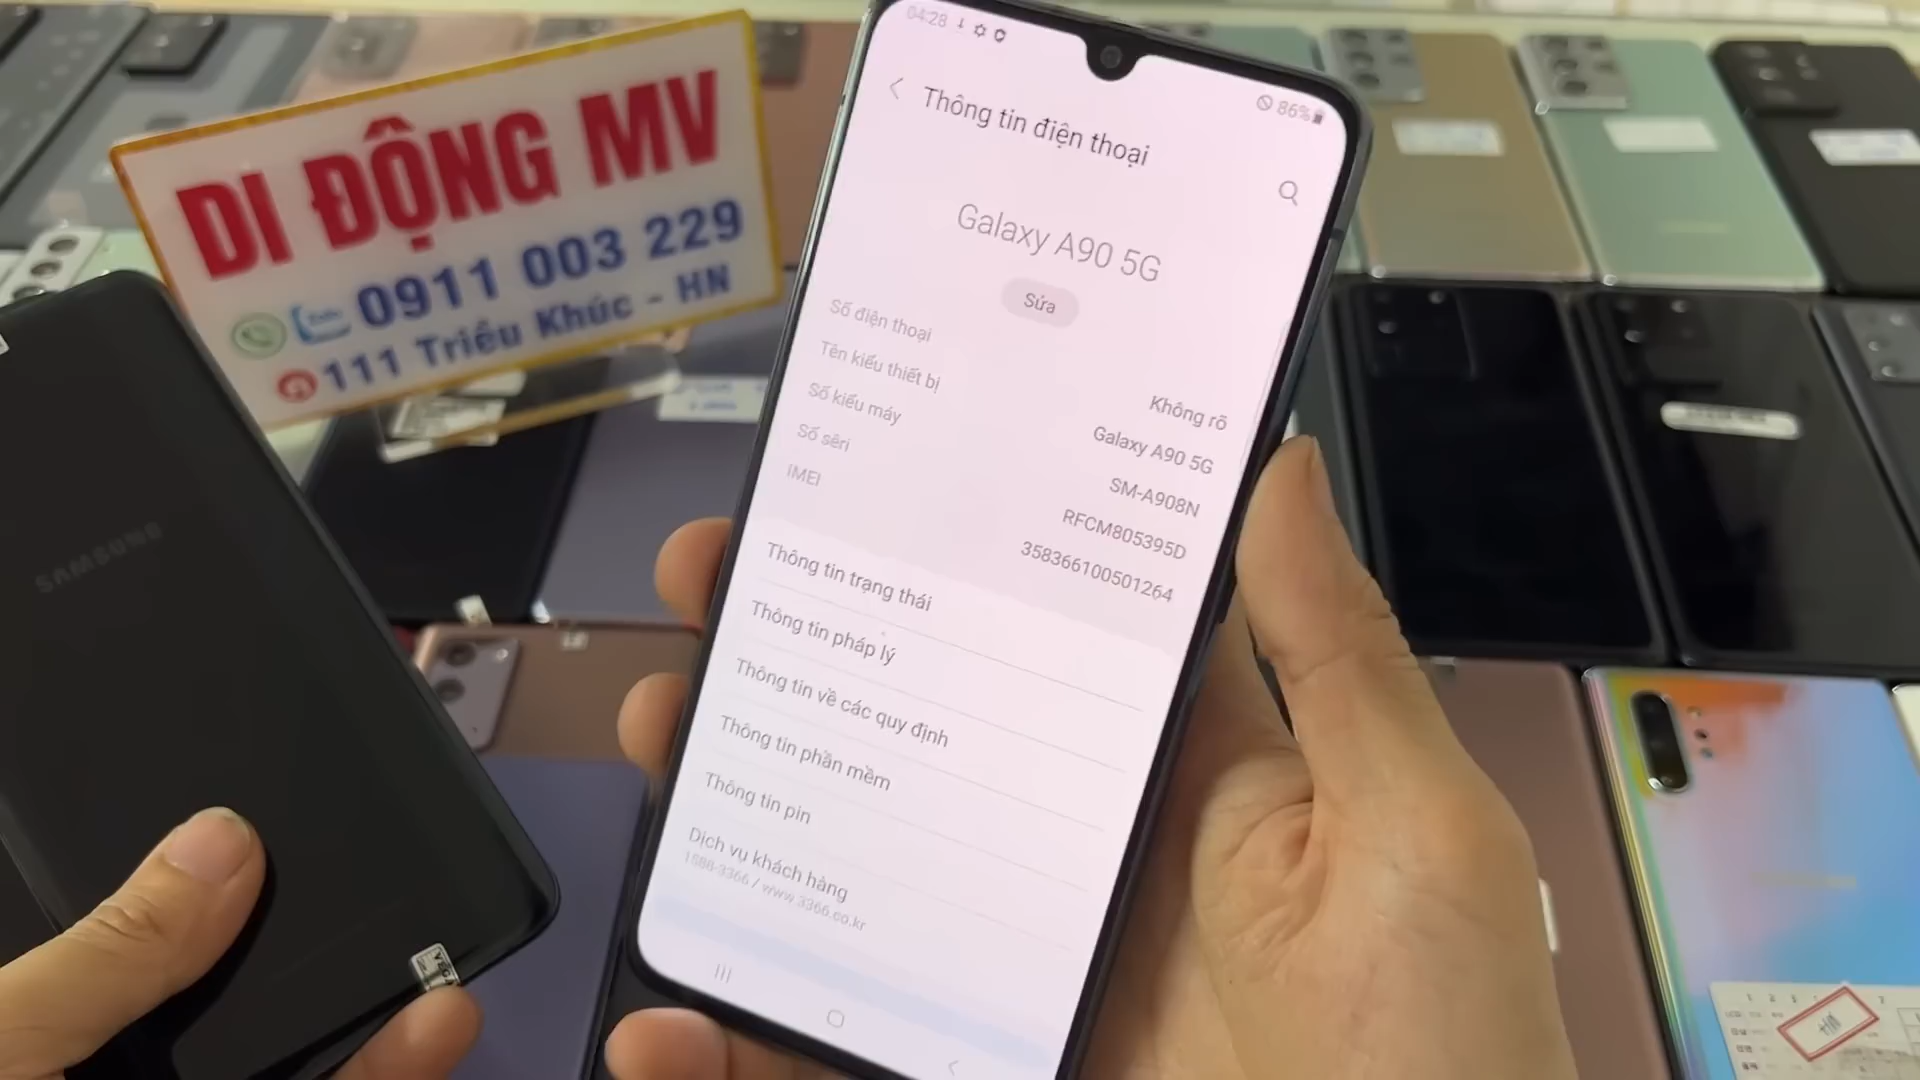 DI ĐỘNG MV
Zalo 0911 003 229
111 Triều Khúc - HN
SAMSUNG
04:28
86%
Thông tin điện thoại
Galaxy A90 5G
Sửa
Số điện thoại
Không rõ
Tên kiểu thiết bị
Galaxy A90 5G
Số kiểu máy
SM-A908N
Số sêri
RFCM805395D
IMEI
358366100501264
Thông tin trạng thái
Thông tin pháp lý
Thông tin về các quy định
Thông tin phần mềm
Thông tin pin
Dịch vụ khách hàng
1588-3366 / www.3366.co.kr